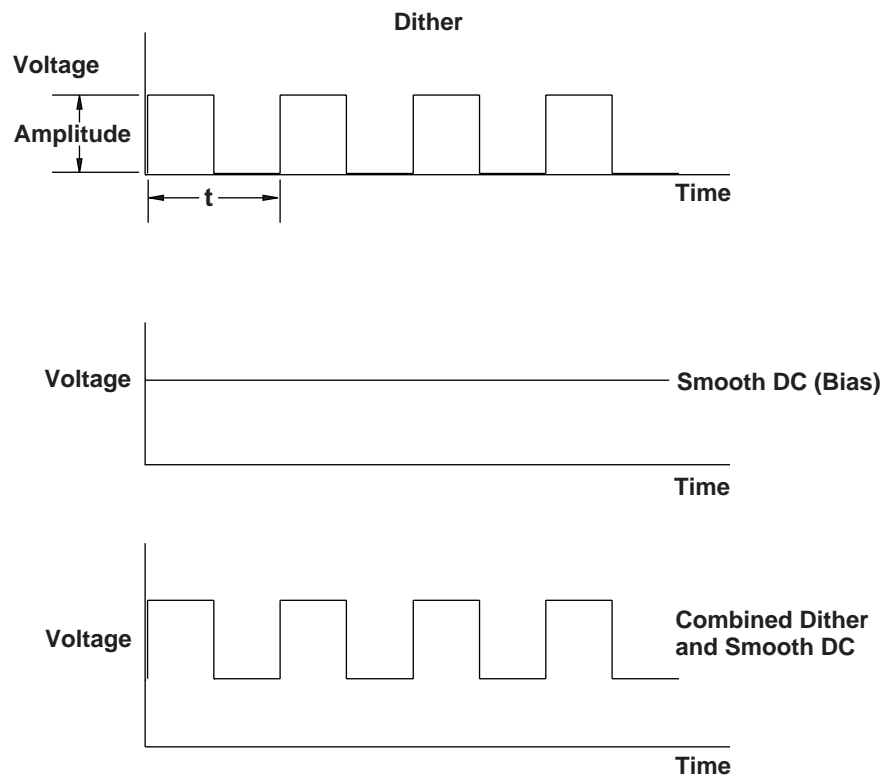 Dither
Voltage
Amplitude
t
Time
Voltage
Smooth DC (Bias)
Time
Voltage
Combined Dither
and Smooth DC
Time